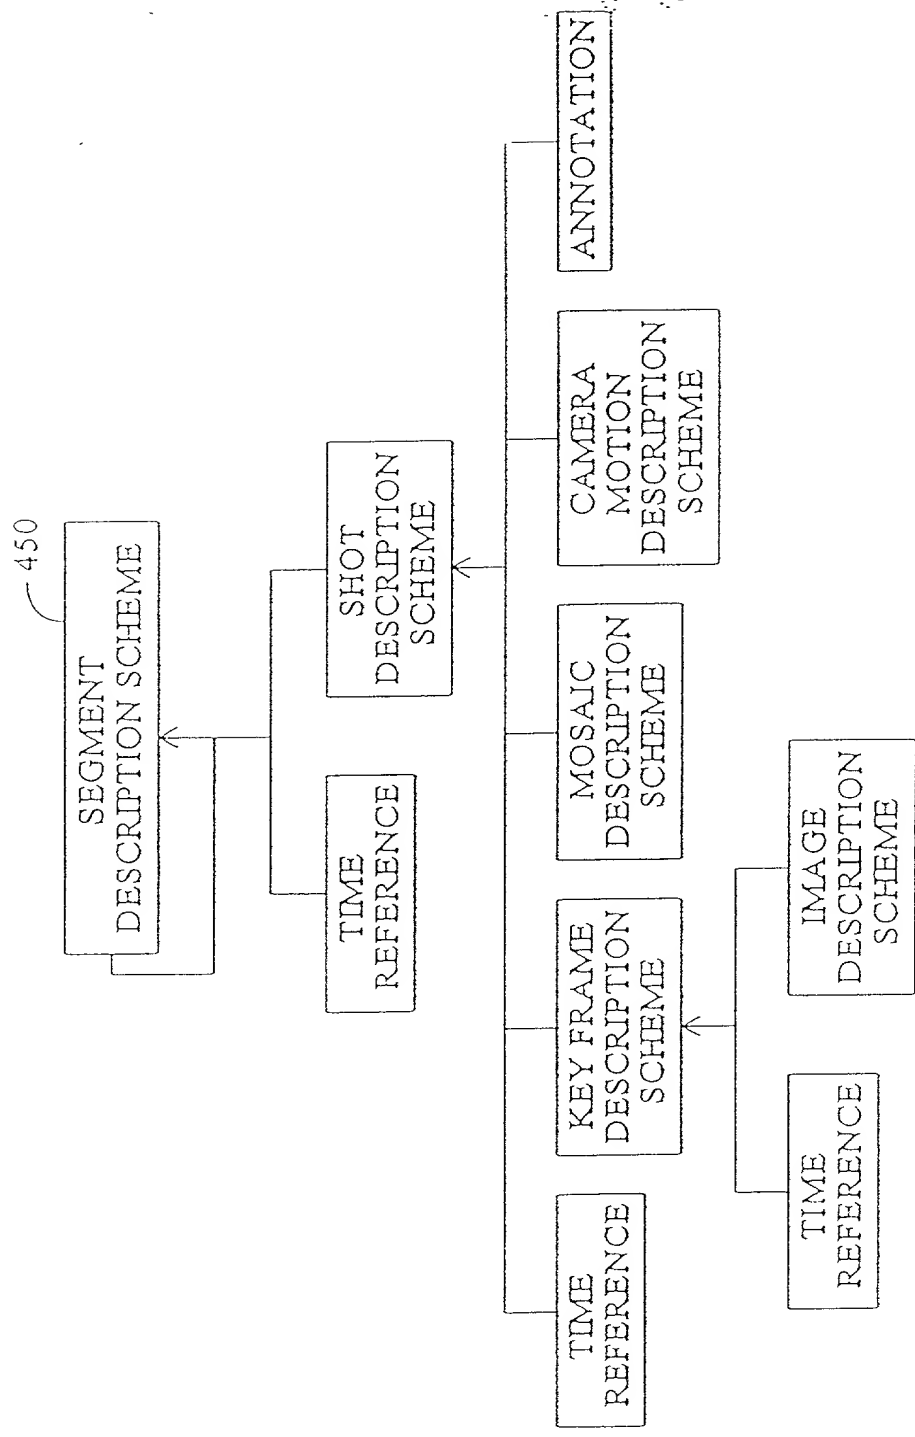 450
SEGMENT
DESCRIPTION SCHEME
TIME
REFERENCE
SHOT
DESCRIPTION
SCHEME
TIME
REFERENCE
KEY FRAME
DESCRIPTION
SCHEME
MOSAIC
DESCRIPTION
SCHEME
CAMERA
MOTION
DESCRIPTION
SCHEME
ANNOTATION
TIME
REFERENCE
IMAGE
DESCRIPTION
SCHEME